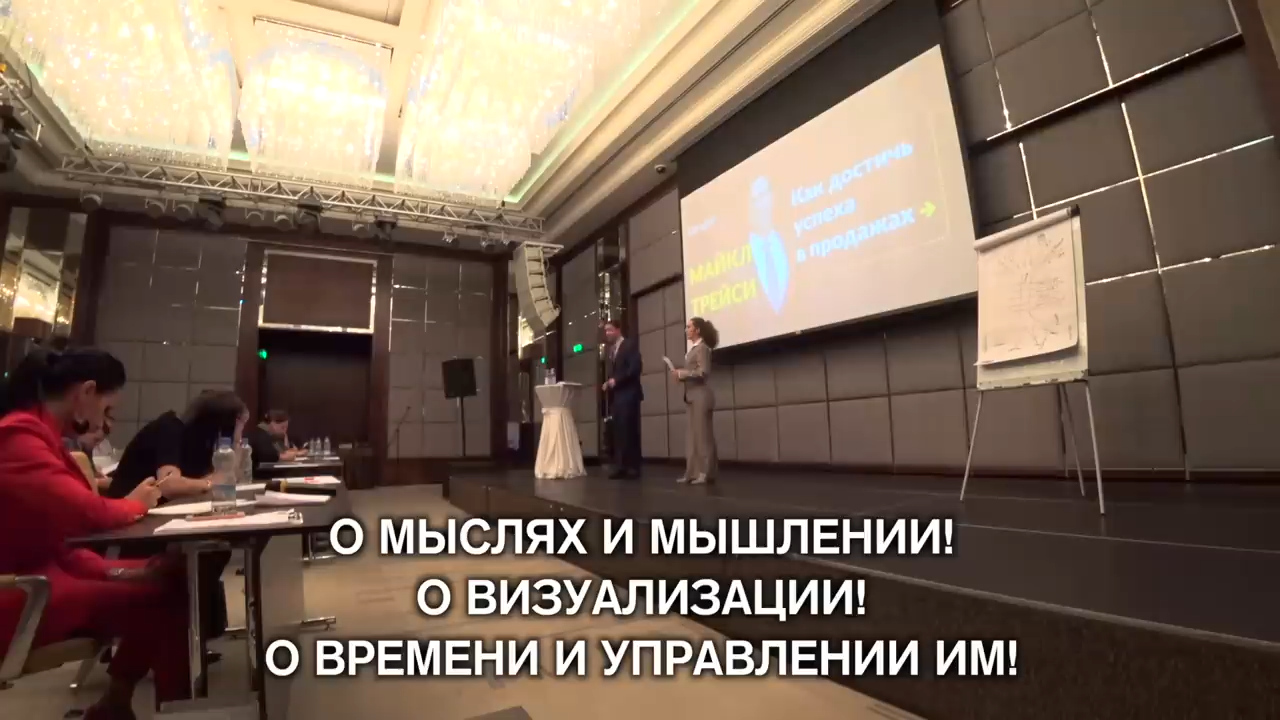 Как достичь
успеха
в продажах →
МАЙКЛ
ТРЕЙСИ
О МЫСЛЯХ И МЫШЛЕНИИ!
О ВИЗУАЛИЗАЦИИ!
О ВРЕМЕНИ И УПРАВЛЕНИИ ИМ!